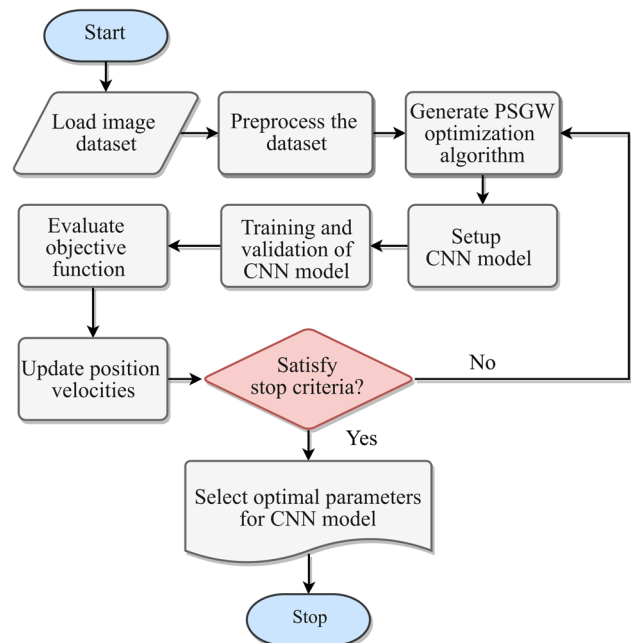 Start
Load image
dataset
Preprocess the
dataset
Generate PSGW
optimization
algorithm
Setup
CNN model
Training and
validation of
CNN model
Evaluate
objective
function
Update position
velocities
Satisfy
stop criteria?
No
Yes
Select optimal parameters
for CNN model
Stop